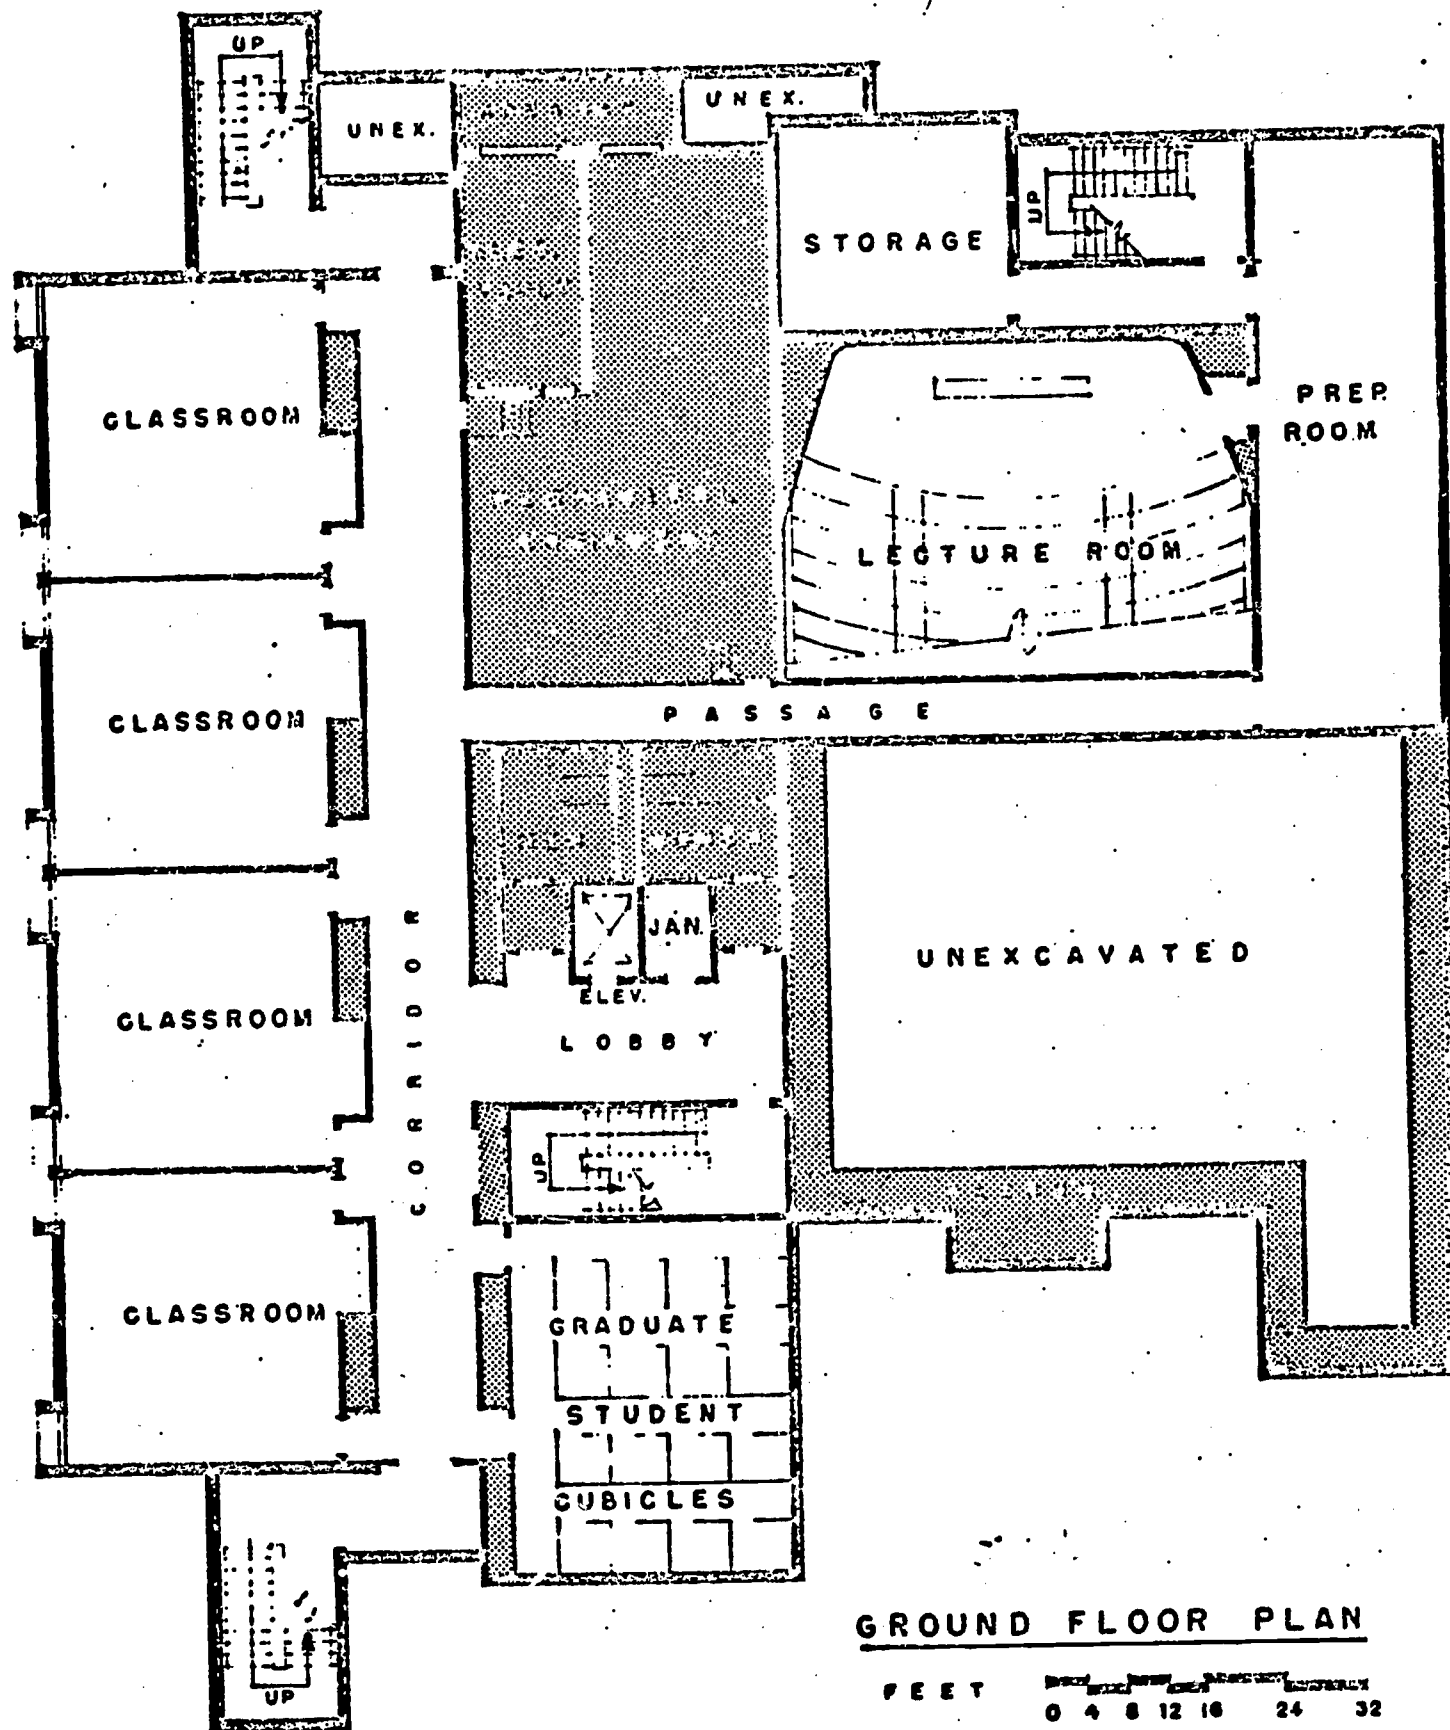 UP
UNEX.
UNEX.
STORAGE
UP
CLASSROOM
PREP.
ROOM
LECTURE ROOM
PASSAGE
CLASSROOM
JAN.
ELEV.
LOBBY
UNEXCAVATED
CLASSROOM
CORRIDOR
UP
CLASSROOM
GRADUATE
STUDENT
CUBICLES
UP
GROUND FLOOR PLAN
FEET
0 4 8 12 16 24 32